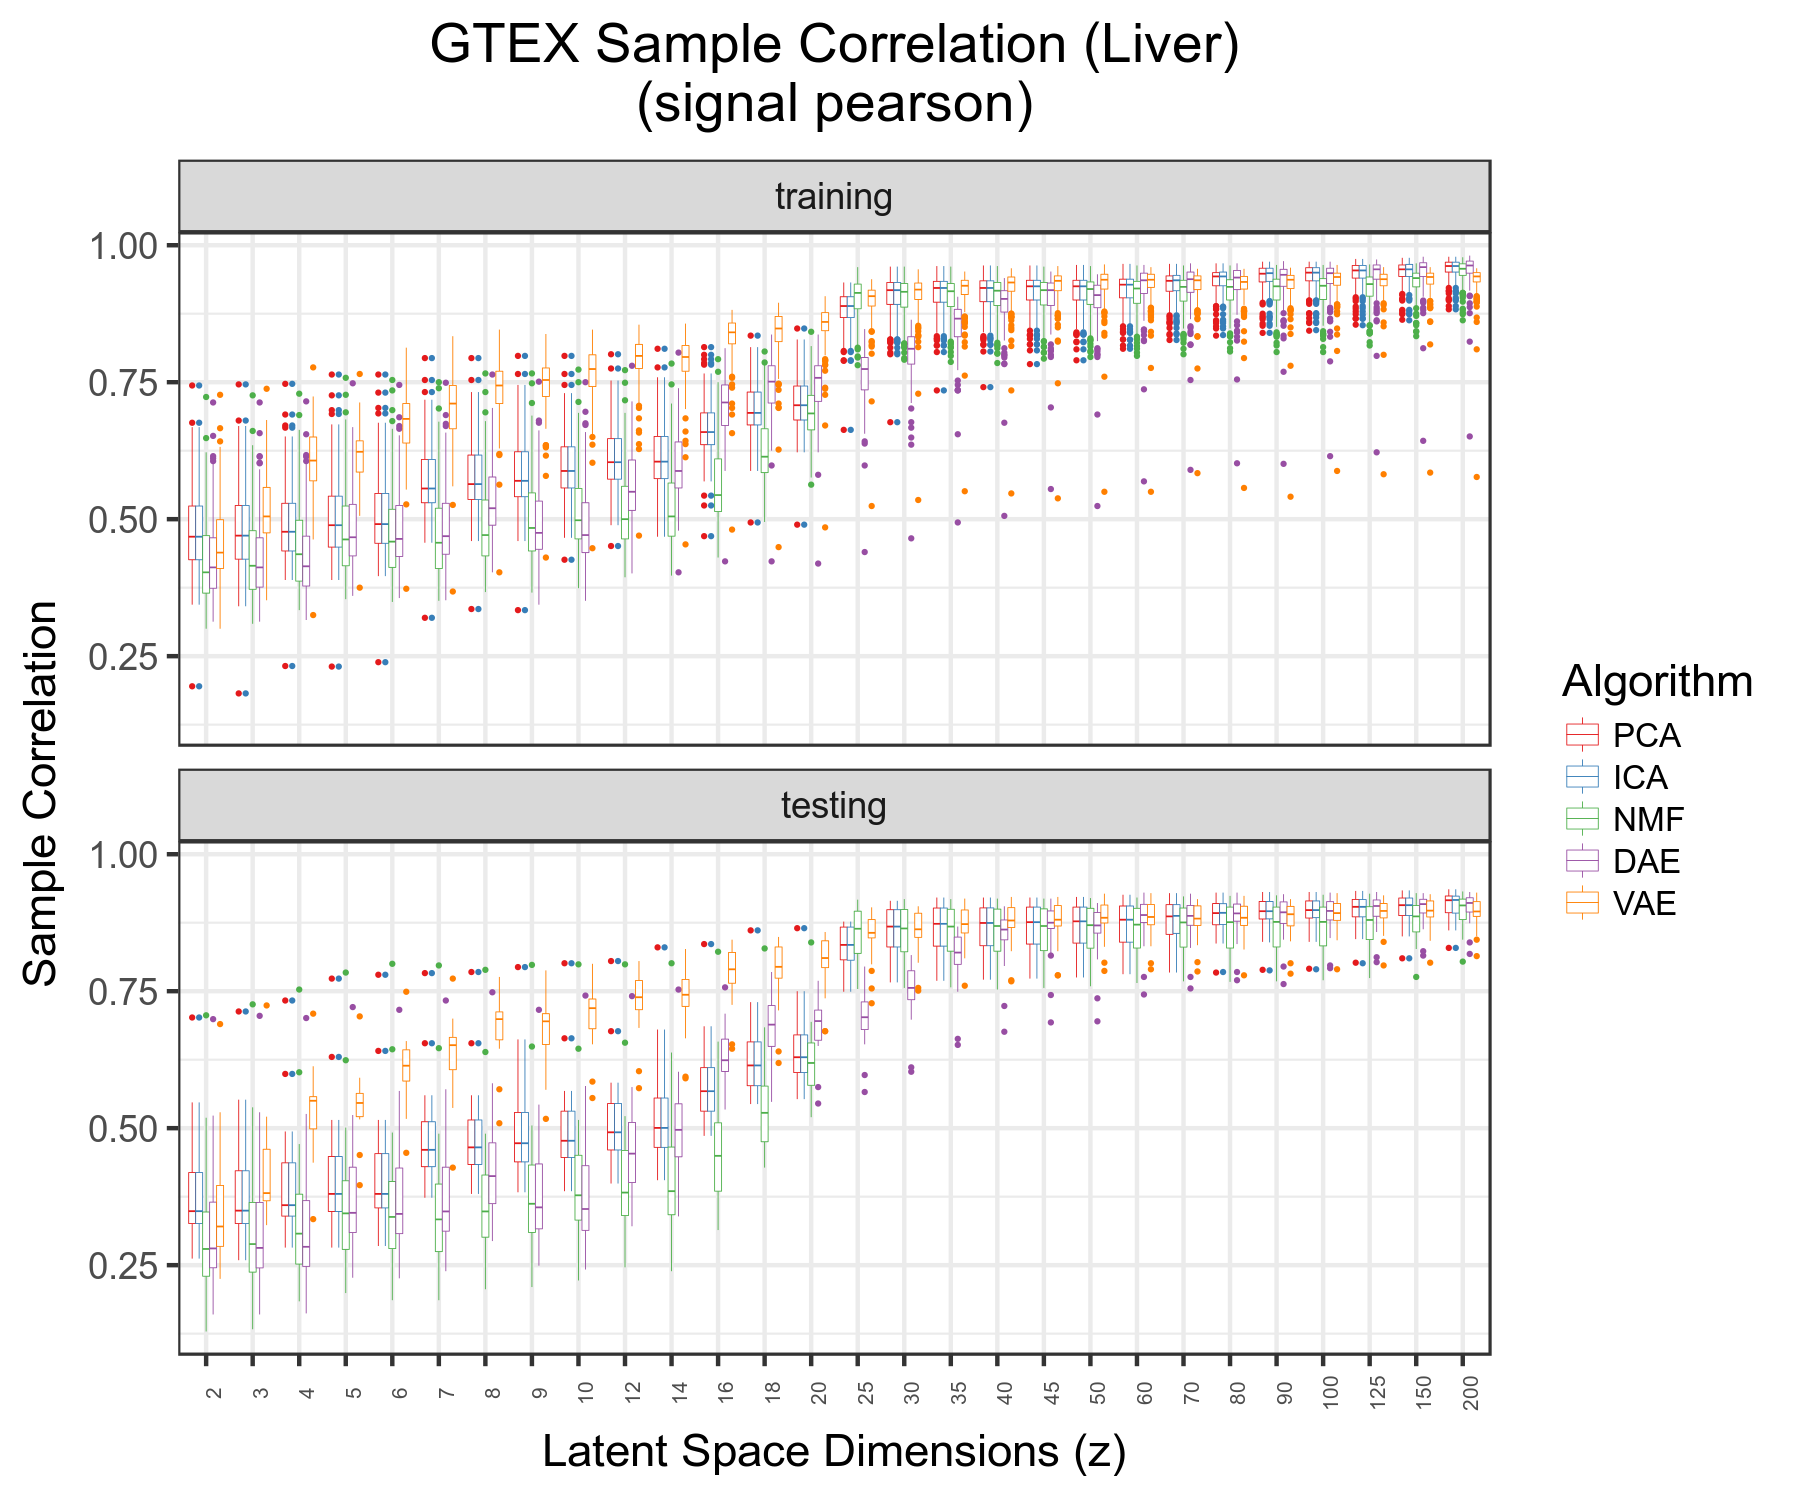 GTEX Sample Correlation (Liver)
(signal pearson)
training
1.00
0.75
0.50
0.25
testing
1.00
0.75
0.50
0.25
Sample Correlation
2 3 4 5 6 7 8 9 10 12 14 16 18 20 25 30 35 40 45 50 60 70 80 90 100 125 150 200
Latent Space Dimensions (z)
Algorithm
PCA
ICA
NMF
DAE
VAE